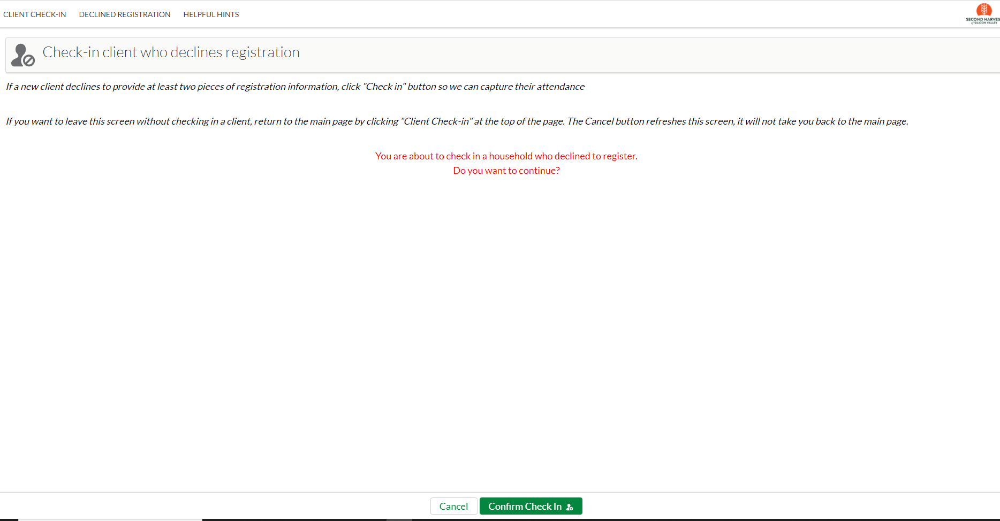 CLIENT CHECK-IN DECLINED REGISTRATION HELPFUL HINTS
SECOND HARVES
of SILICON VALLEY
Check-in client who declines registration
If a new client declines to provide at least two pieces of registration information, click "Check in" button so we can capture their attendance
If you want to leave this screen without checking in a client, return to the main page by clicking "Client Check-in" at the top of the page. The Cancel button refreshes this screen, it will not take you back to the main page.
You are about to check in a household who declined to register.
Do you want to continue?
Cancel Confirm Check In